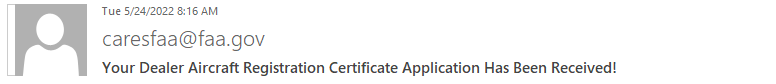 Tue 5/24/2022 8:16 AM
caresfaa@faa.gov
Your Dealer Aircraft Registration Certificate Application Has Been Received!